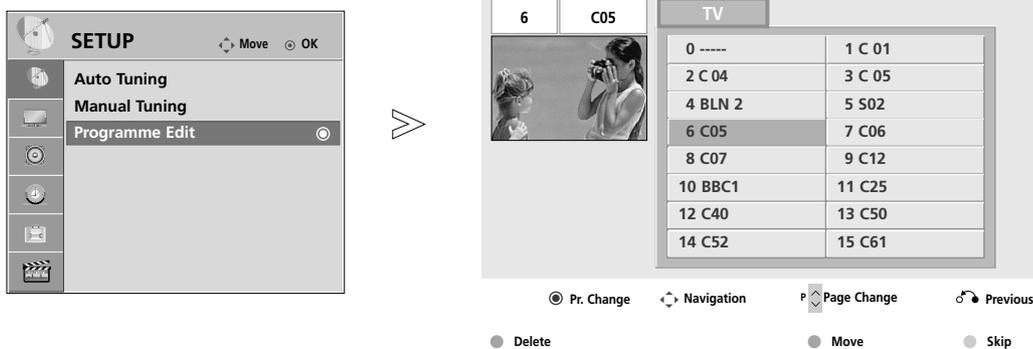 SETUP
Move OK
Auto Tuning
Manual Tuning
Programme Edit
6 C05
TV
0 ----- 1 C 01
2 C 04 3 C 05
4 BLN 2 5 S02
6 C05 7 C06
8 C07 9 C12
10 BBC1 11 C25
12 C40 13 C50
14 C52 15 C61
Pr. Change Navigation P Page Change Previous
Delete Move Skip